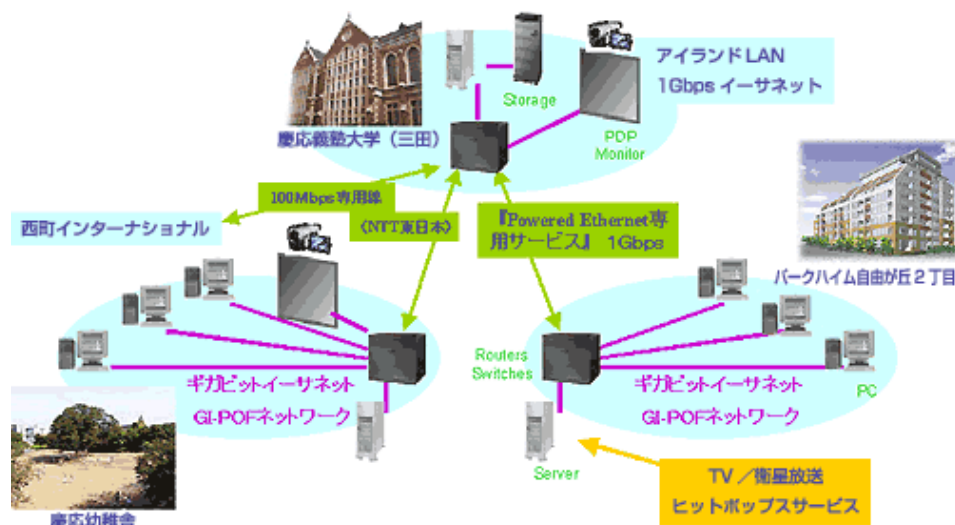 アイランドLAN
1Gbps イーサネット
Storage
慶応義塾大学（三田）
PDP
Monitor
100Mbps専用線
（NTT東日本）
『Powered Ethernet専
用サービス』 1Gbps
西町インターナショナル
パークハイム自由が丘２丁目
Routers
Switches
ギガビットイーサネット
GI-POFネットワーク
ギガビットイーサネット
GI-POFネットワーク
PC
Server
TV／衛星放送
ヒットポップスサービス
慶応幼稚舎